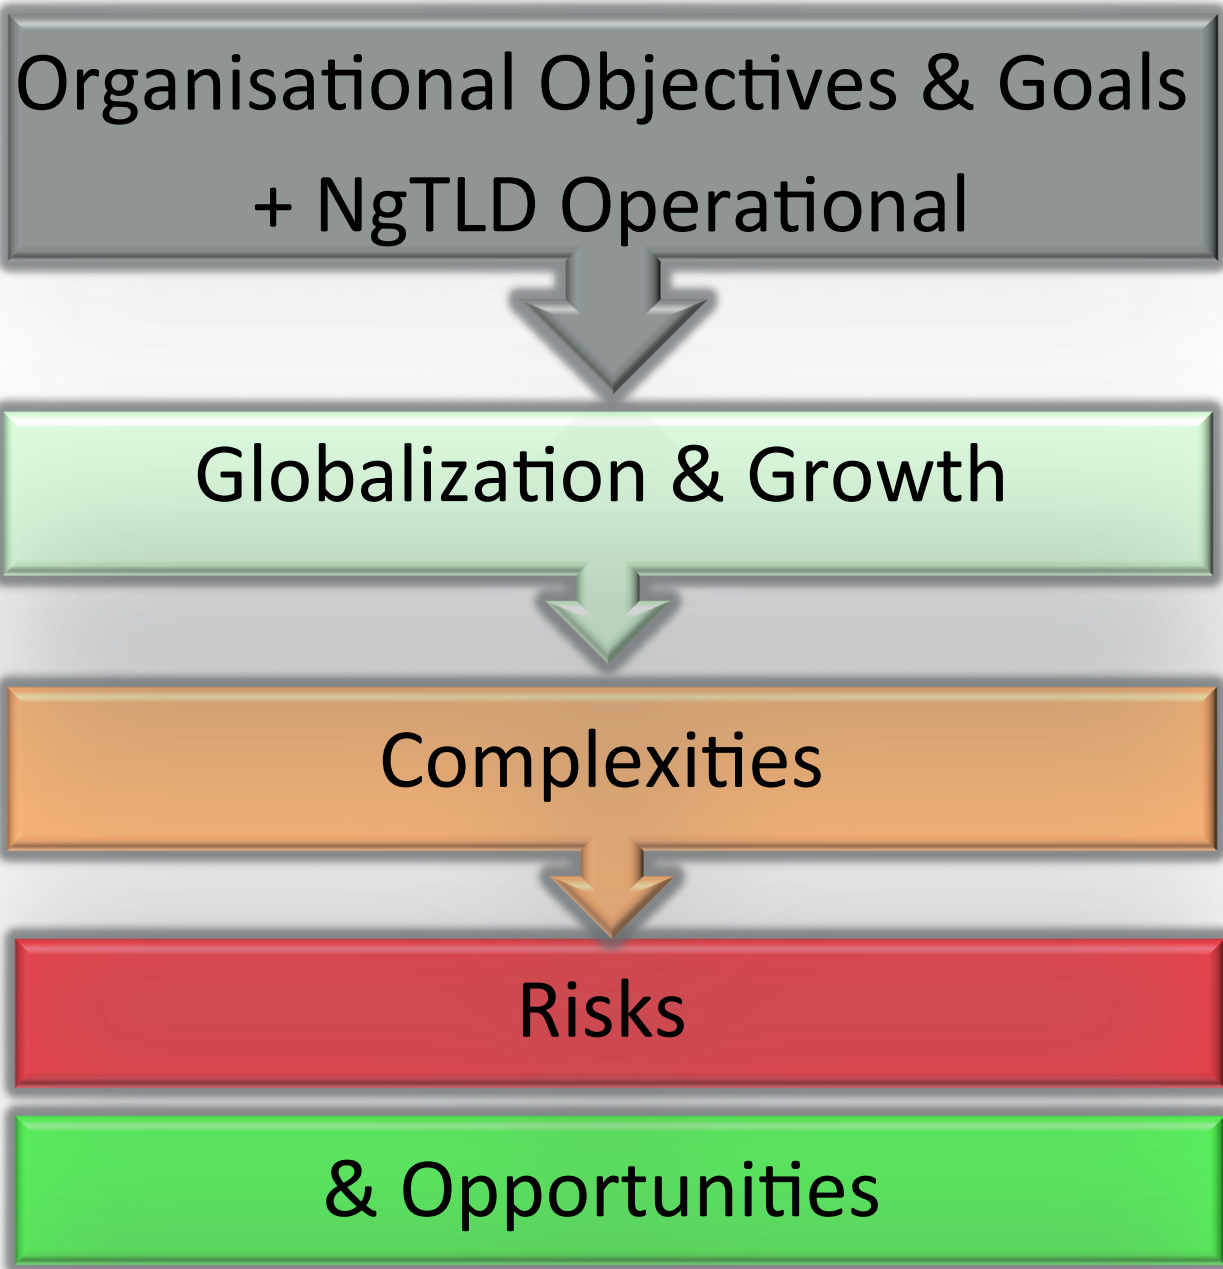 Organisational Objectives & Goals
+ NgTLD Operational
Globalization & Growth
Complexities
Risks
& Opportunities